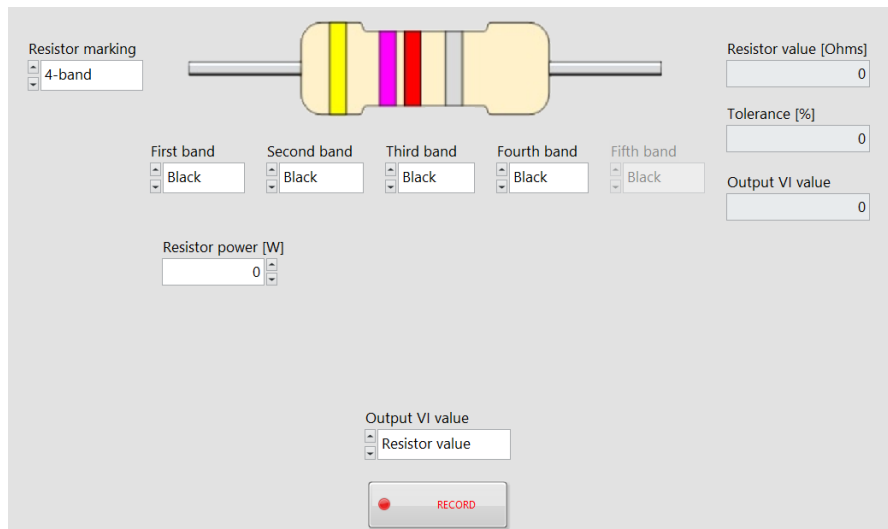 Resistor marking
4-band
Resistor value [Ohms]
0
Tolerance [%]
0
First band
Black
Second band
Black
Third band
Black
Fourth band
Black
Fifth band
Black
Output VI value
0
Resistor power [W]
0
Output VI value
Resistor value
RECORD